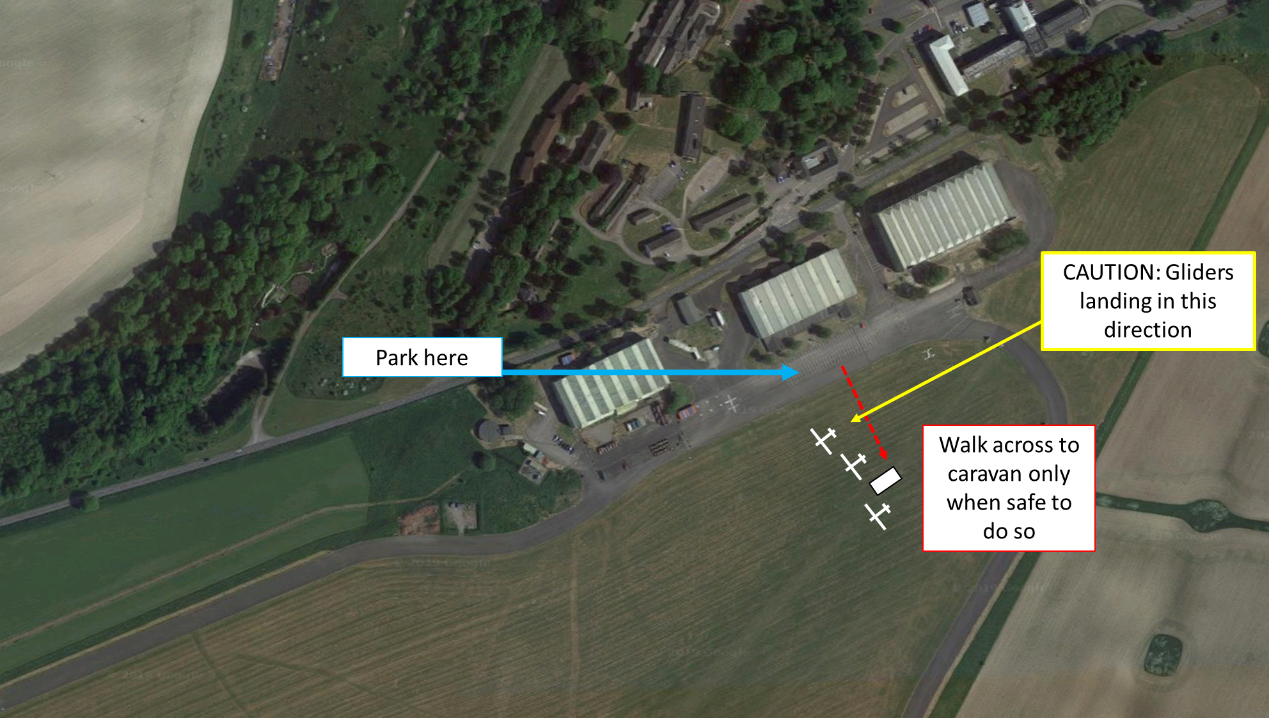 CAUTION: Gliders
landing in this
direction
Park here
Walk across to
caravan only
when safe to
do so